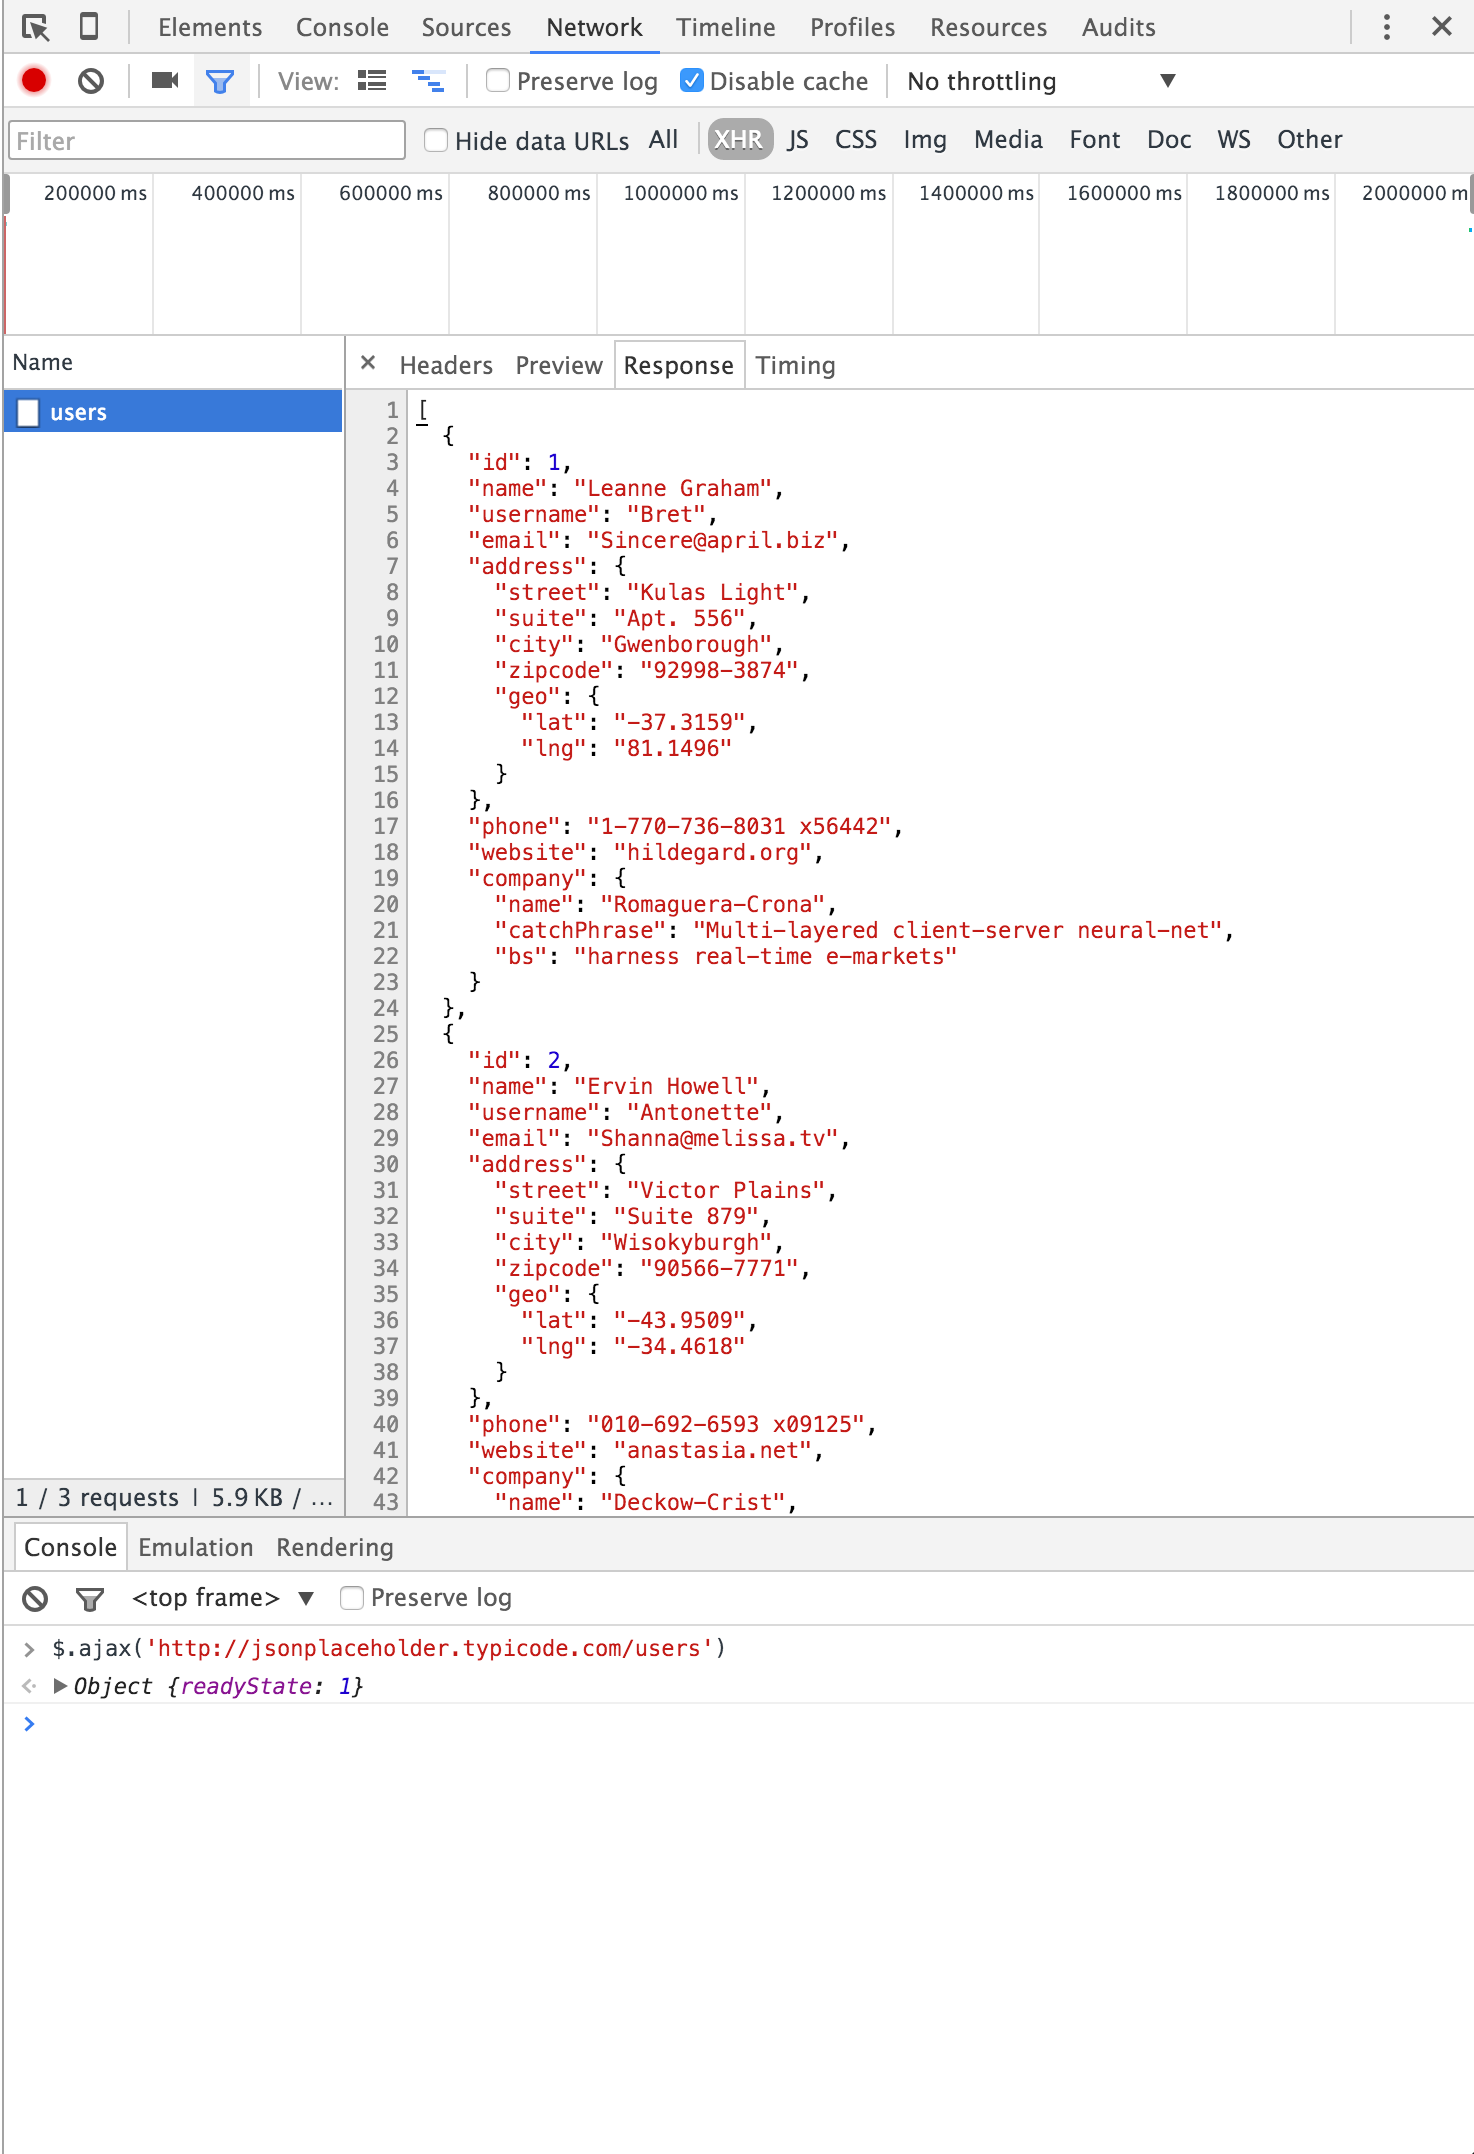 Elements Console Sources Network Timeline Profiles Resources Audits
View: Preserve log Disable cache No throttling
Filter Hide data URLs All XHR JS CSS Img Media Font Doc WS Other
200000 ms 400000 ms 600000 ms 800000 ms 1000000 ms 1200000 ms 1400000 ms 1600000 ms 1800000 ms 2000000 m
Name
× Headers Preview Response Timing
users
1 [
2 {
3 "id": 1,
4 "name": "Leanne Graham",
5 "username": "Bret",
6 "email": "Sincere@april.biz",
7 "address": {
8 "street": "Kulas Light",
9 "suite": "Apt. 556",
10 "city": "Gwenborough",
11 "zipcode": "92998-3874",
12 "geo": {
13 "lat": "-37.3159",
14 "lng": "81.1496"
15 }
16 },
17 "phone": "1-770-736-8031 x56442",
18 "website": "hildegard.org",
19 "company": {
20 "name": "Romaguera-Crona",
21 "catchPhrase": "Multi-layered client-server neural-net",
22 "bs": "harness real-time e-markets"
23 }
24 },
25 {
26 "id": 2,
27 "name": "Ervin Howell",
28 "username": "Antonette",
29 "email": "Shanna@melissa.tv",
30 "address": {
31 "street": "Victor Plains",
32 "suite": "Suite 879",
33 "city": "Wisokyburgh",
34 "zipcode": "90566-7771",
35 "geo": {
36 "lat": "-43.9509",
37 "lng": "-34.4618"
38 }
39 },
40 "phone": "010-692-6593 x09125",
41 "website": "anastasia.net",
42 "company": {
43 "name": "Deckow-Crist",
1 / 3 requests | 5.9 KB / ...
Console Emulation Rendering
<top frame> ▼ Preserve log
> $.ajax('http://jsonplaceholder.typicode.com/users')
Object {readyState: 1}
>